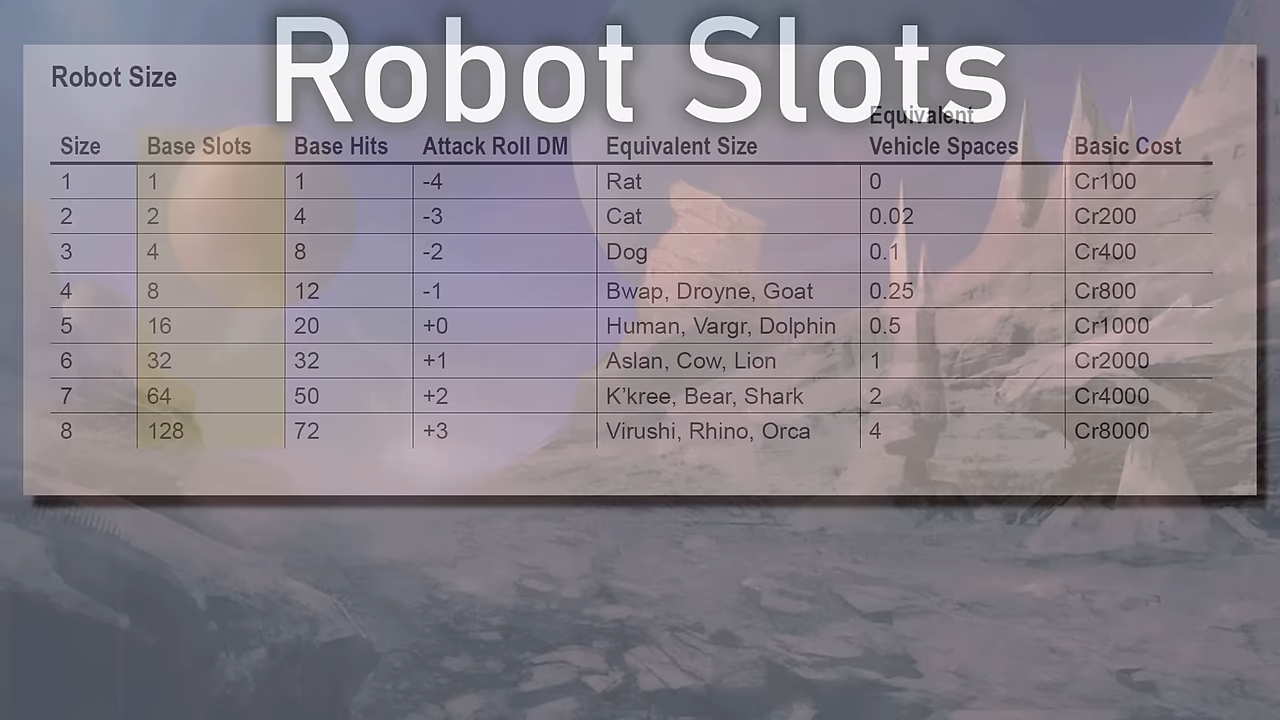 Robot Slots
Robot Size
Equivalent
Size Base Slots Base Hits Attack Roll DM Equivalent Size Vehicle Spaces Basic Cost
1 1 1 -4 Rat 0 Cr100
2 2 4 -3 Cat 0.02 Cr200
3 4 8 -2 Dog 0.1 Cr400
4 8 12 -1 Bwap, Droyne, Goat 0.25 Cr800
5 16 20 +0 Human, Vargr, Dolphin 0.5 Cr1000
6 32 32 +1 Aslan, Cow, Lion 1 Cr2000
7 64 50 +2 K’kree, Bear, Shark 2 Cr4000
8 128 72 +3 Virushi, Rhino, Orca 4 Cr8000